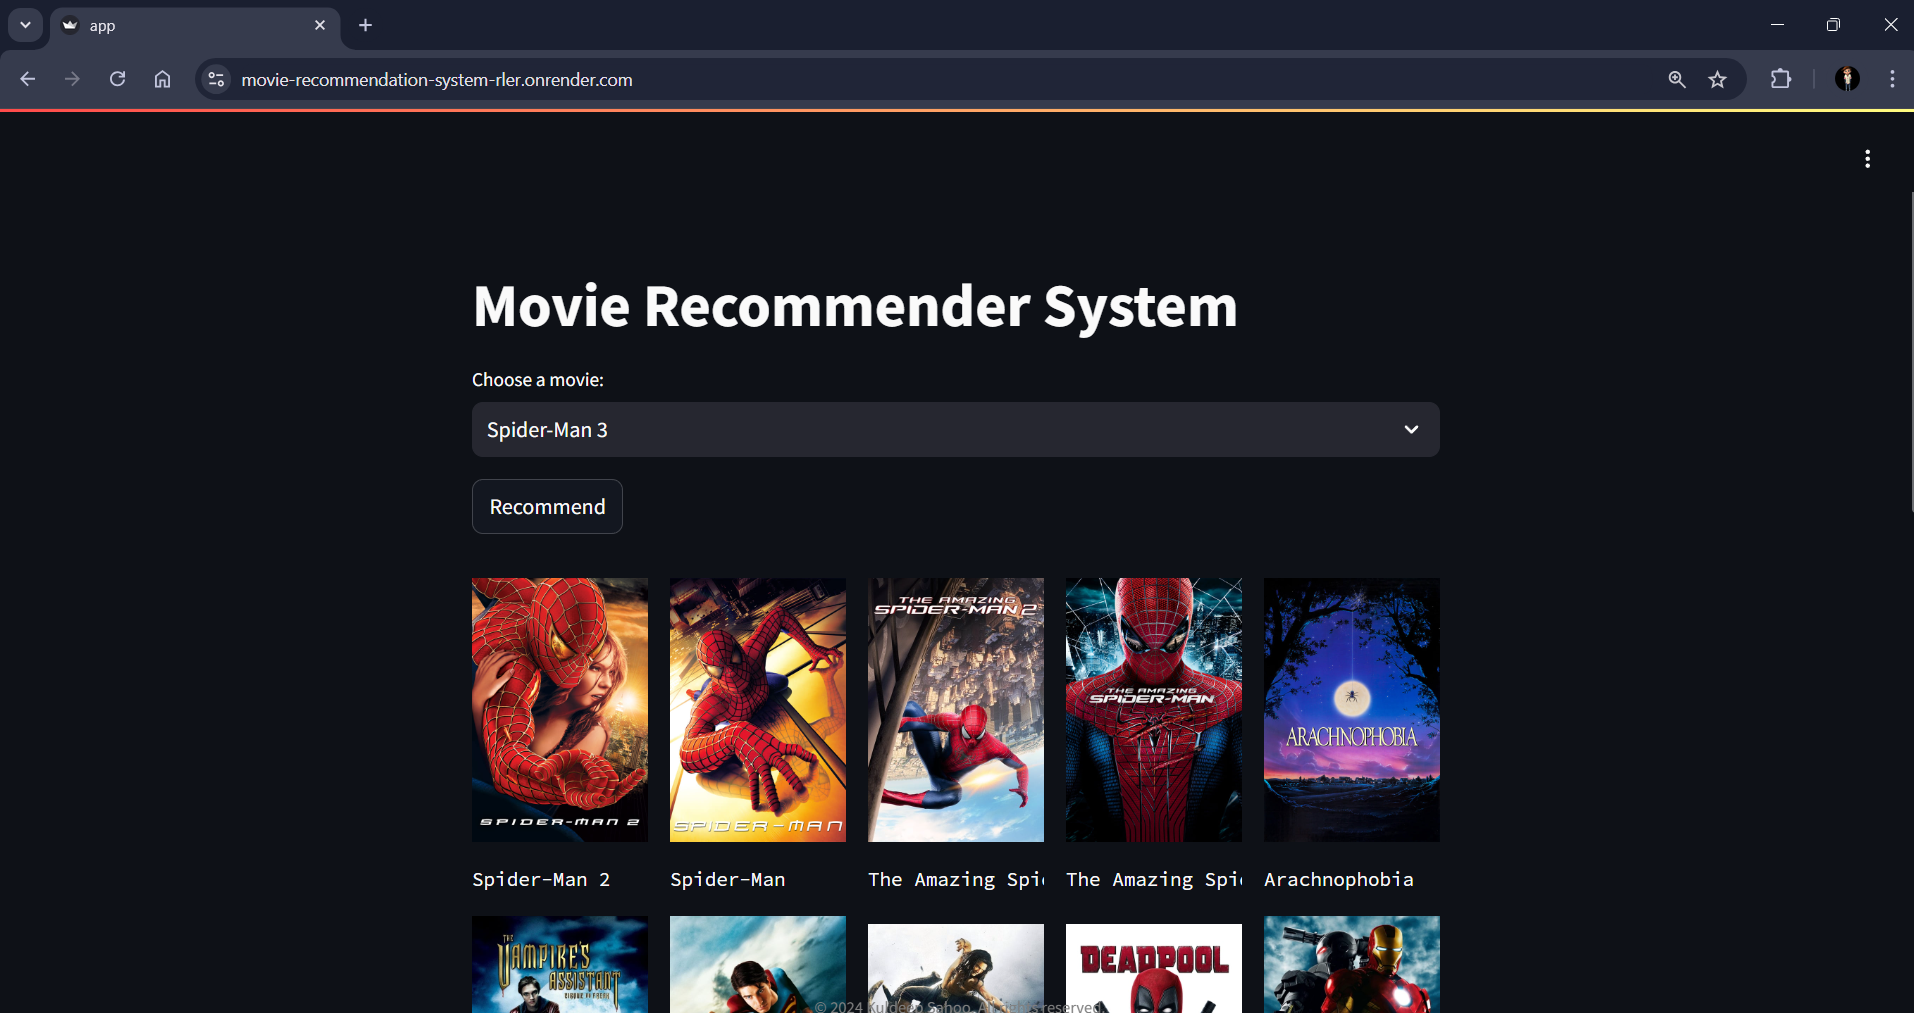 app
movie-recommendation-system-rler.onrender.com
Movie Recommender System
Choose a movie:
Spider-Man 3
Recommend
SPIDER-MAN 2
SPIDER-MAN
THE AMAZING
SPIDER-MAN 2
THE AMAZING
SPIDER-MAN
ARACHNOPHOBIA
Spider-Man 2
Spider-Man
The Amazing Spi
The Amazing Spi
Arachnophobia
THE
VAMPIRE'S
ASSISTANT
DEADPOOL
© 2024 Kuldeep Sahoo. All rights reserved.